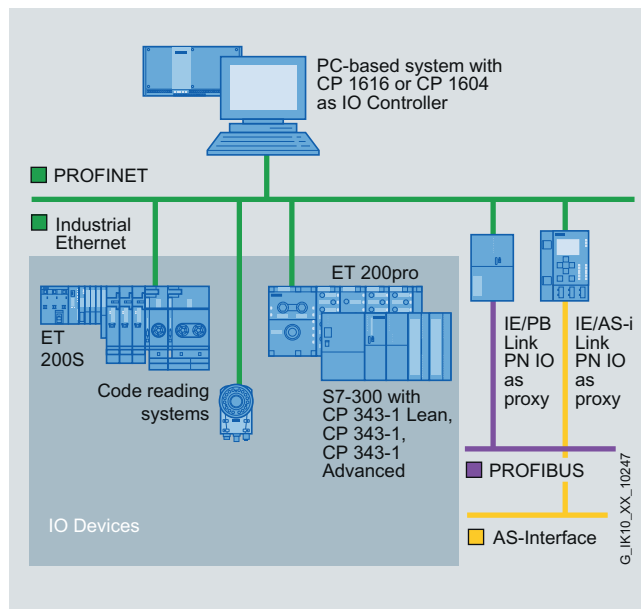 PC-based system with
CP 1616 or CP 1604
as IO Controller
PROFINET
Industrial
Ethernet
ET 200pro
ET
200S
Code reading
systems
S7-300 with
CP 343-1 Lean,
CP 343-1,
CP 343-1
Advanced
IE/PB
Link
PN IO
as
proxy
IE/AS-i
Link
PN IO
as
proxy
PROFIBUS
IO Devices
AS-Interface
G_IK10_XX_10247